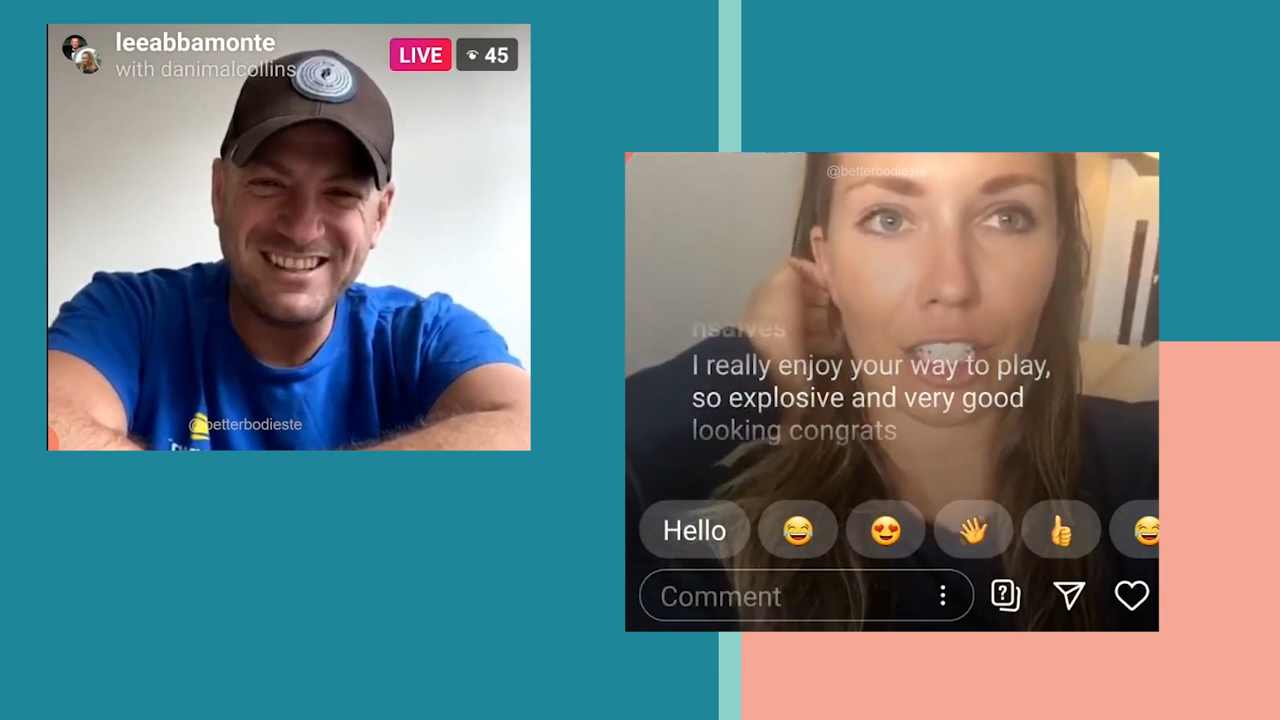 leeabbamonte
with danimalcollins
LIVE
45
@betterbodieste
@betterbodieste
I really enjoy your way to play,
so explosive and very good
looking congrats
Hello
Comment
?